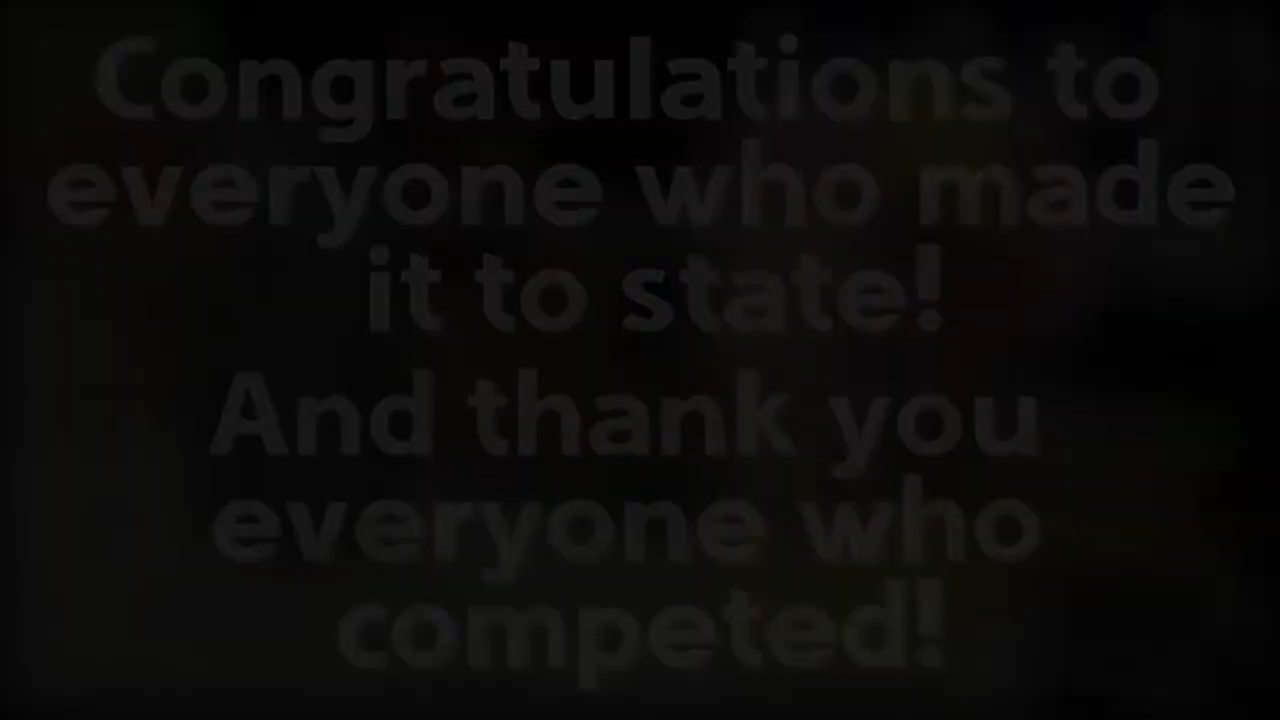 Congratulations to
everyone who made
it to state!
And thank you
everyone who
competed!